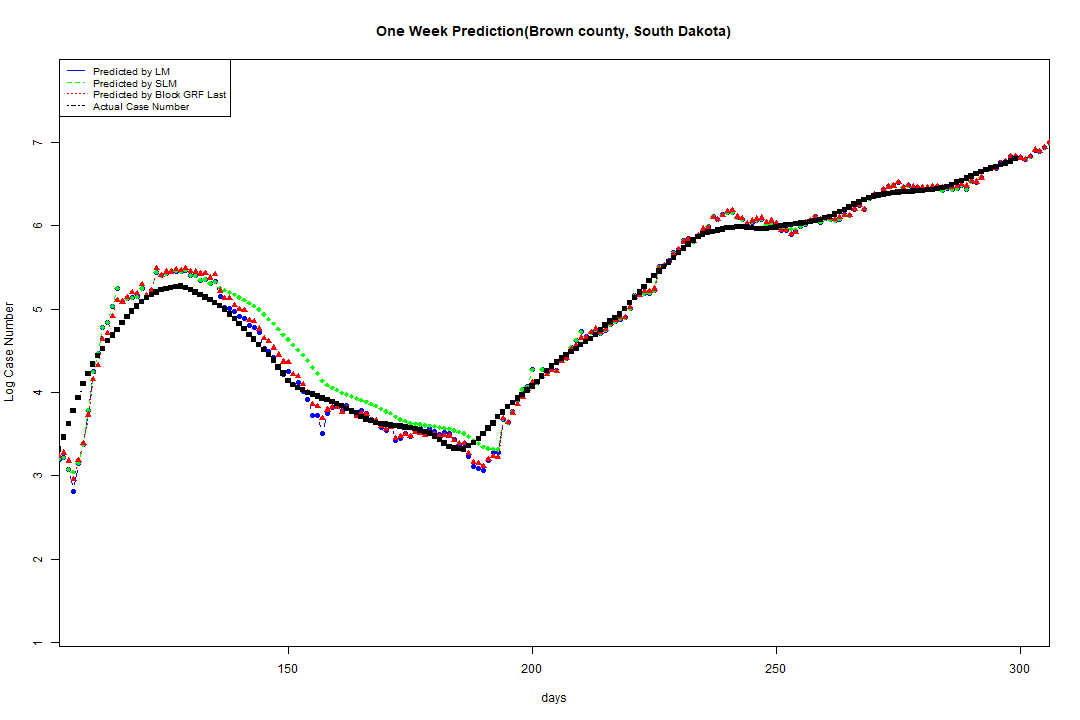 One Week Prediction(Brown county, South Dakota)
Predicted by LM
Predicted by SLM
Predicted by Block GRF Last
Actual Case Number
Log Case Number
7
6
5
4
3
2
1
150 200 250 300
days